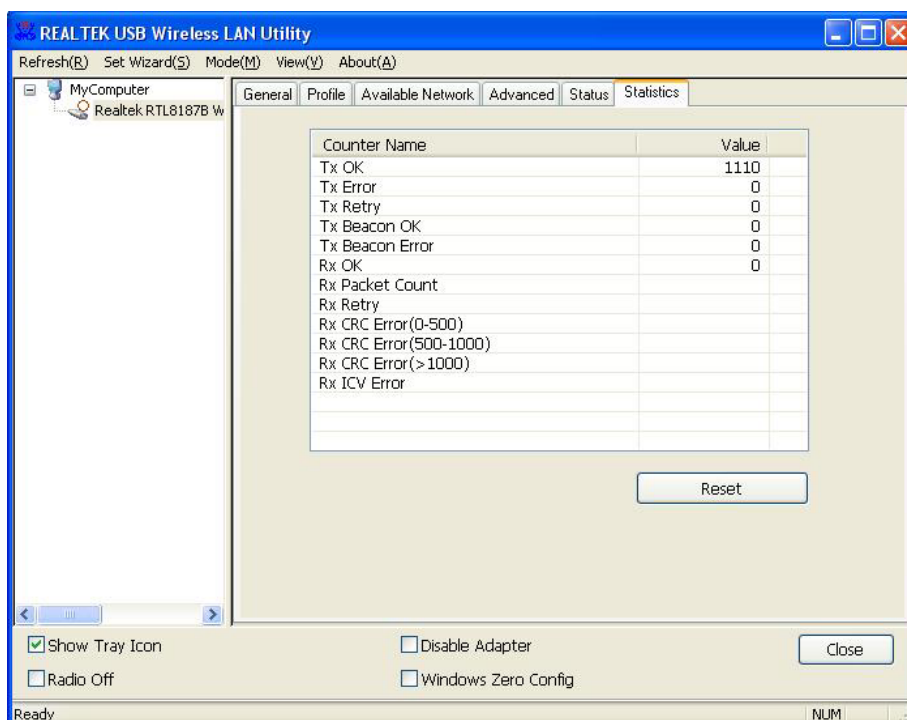 REALTEK USB Wireless LAN Utility
Refresh(R) Set Wizard(S) Mode(M) View(V) About(A)
MyComputer
Realtek RTL8187B W
General Profile Available Network Advanced Status Statistics
Counter Name Value
Tx OK 1110
Tx Error 0
Tx Retry 0
Tx Beacon OK 0
Tx Beacon Error 0
Rx OK 0
Rx Packet Count
Rx Retry
Rx CRC Error(0-500)
Rx CRC Error(500-1000)
Rx CRC Error(>1000)
Rx ICV Error
Reset
Show Tray Icon Disable Adapter Close
Radio Off Windows Zero Config
Ready NUM